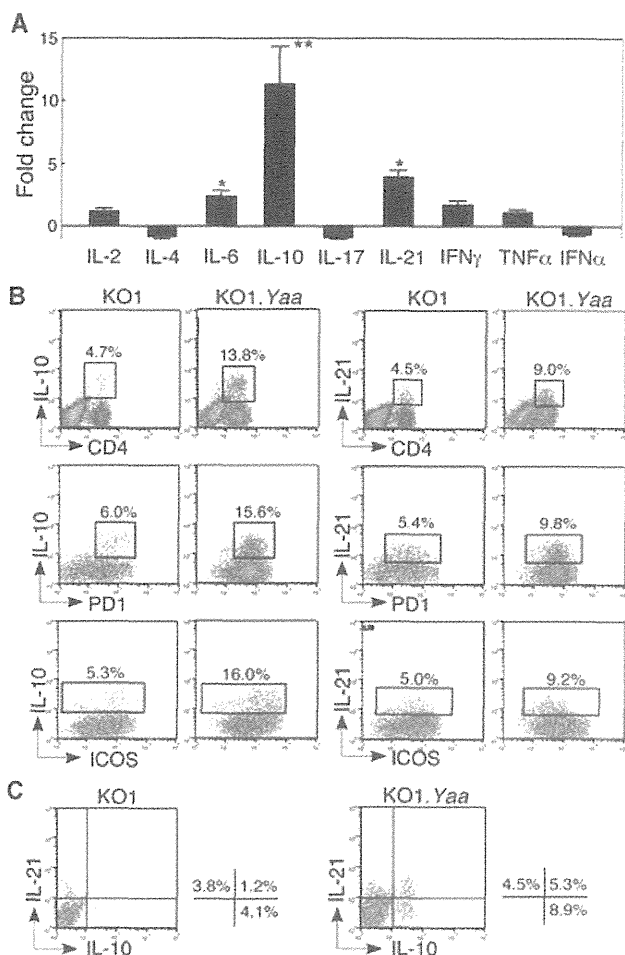 A
15
**
10
Fold change
5
*
*
0
IL-2 IL-4 IL-6 IL-10 IL-17 IL-21 IFNγ TNFα IFNα
B
KO1 KO1.Yaa KO1 KO1.Yaa
4.7% 13.8% 4.5% 9.0%
IL-10 IL-21
CD4 CD4
6.0% 15.6% 5.4% 9.8%
IL-10 IL-21
PD1 PD1
5.3% 16.0% 5.0% 9.2%
IL-10 IL-21
ICOS ICOS
C
KO1 KO1.Yaa
IL-21 IL-21
3.8% 1.2% 4.5% 5.3%
4.1% 8.9%
IL-10 IL-10